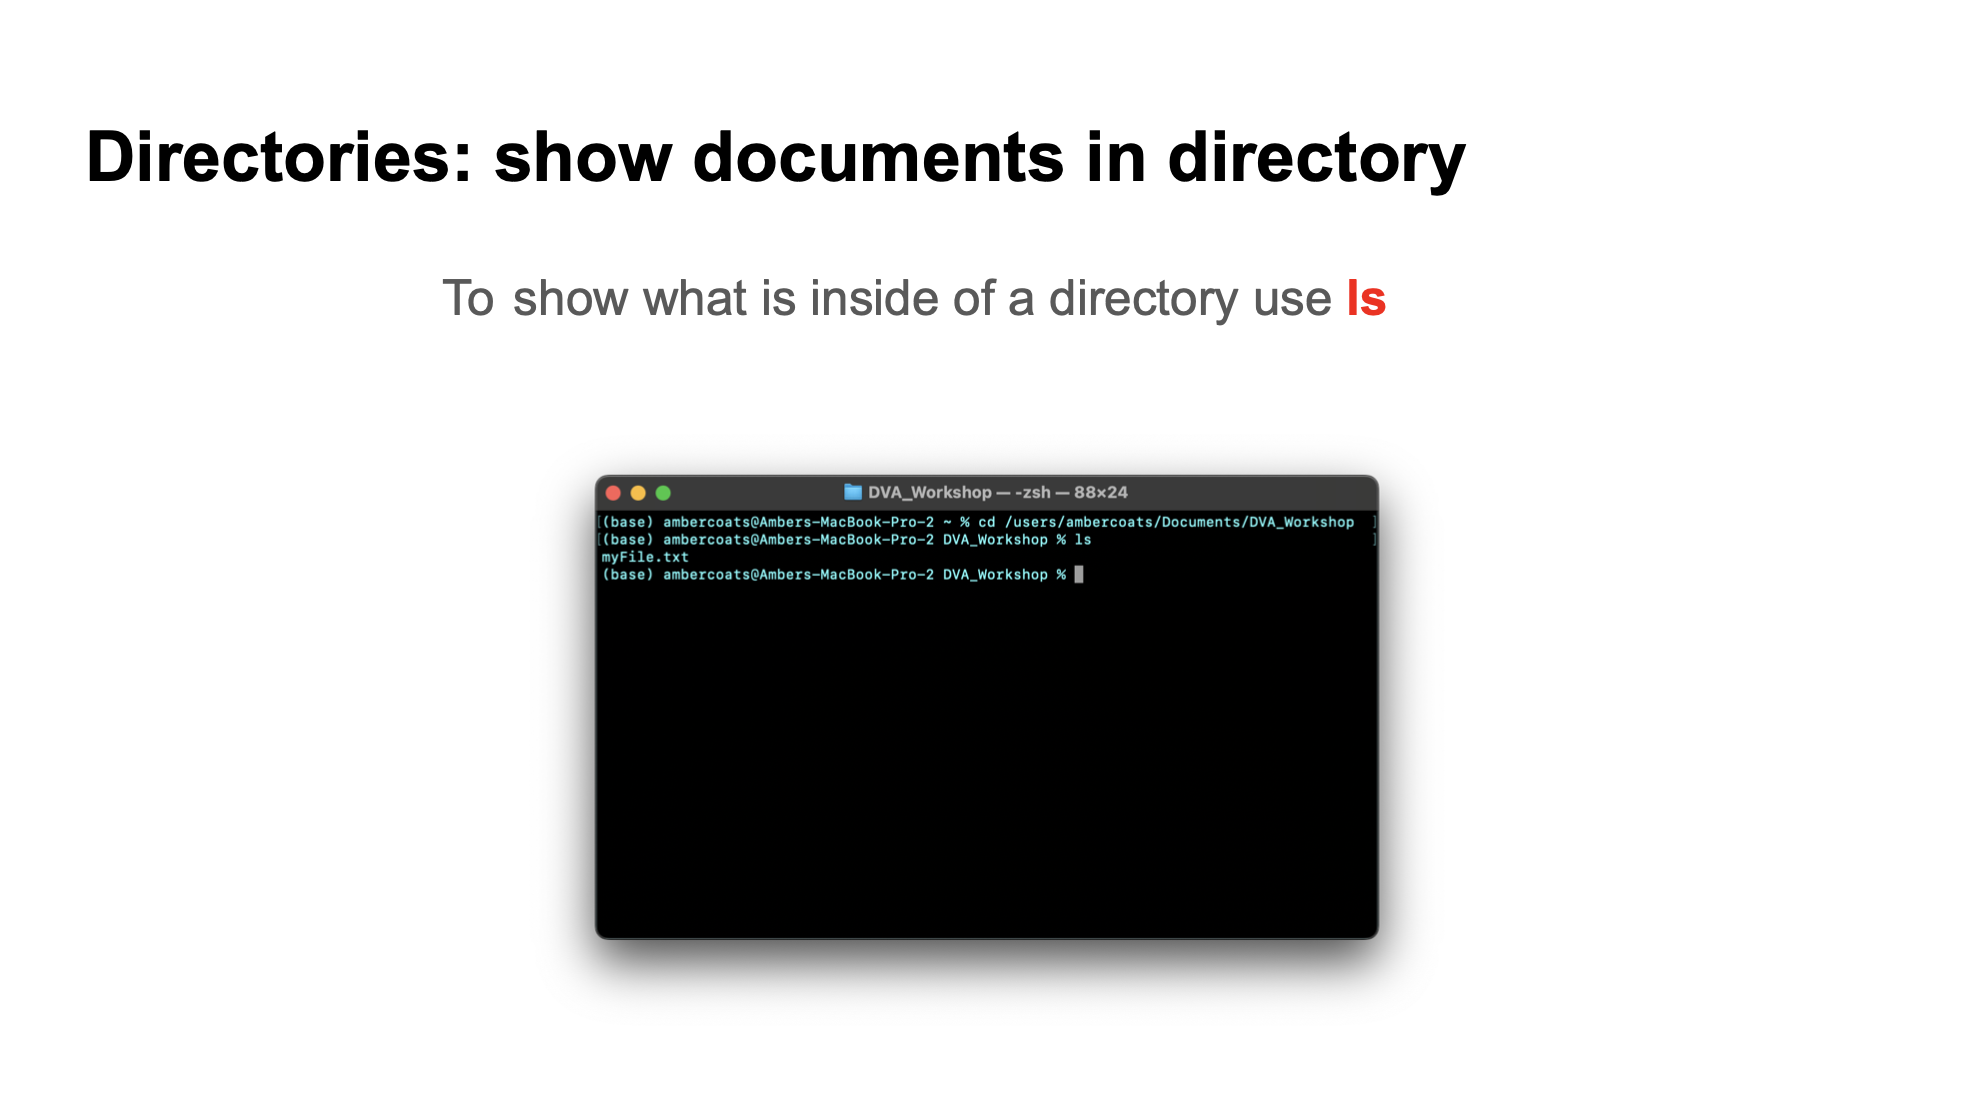 Directories: show documents in directory
To show what is inside of a directory use ls
DVA_Workshop — -zsh — 88×24
[(base) ambercoats@Ambers-MacBook-Pro-2 ~ % cd /users/ambercoats/Documents/DVA_Workshop ]
[(base) ambercoats@Ambers-MacBook-Pro-2 DVA_Workshop % ls ]
myFile.txt
(base) ambercoats@Ambers-MacBook-Pro-2 DVA_Workshop %